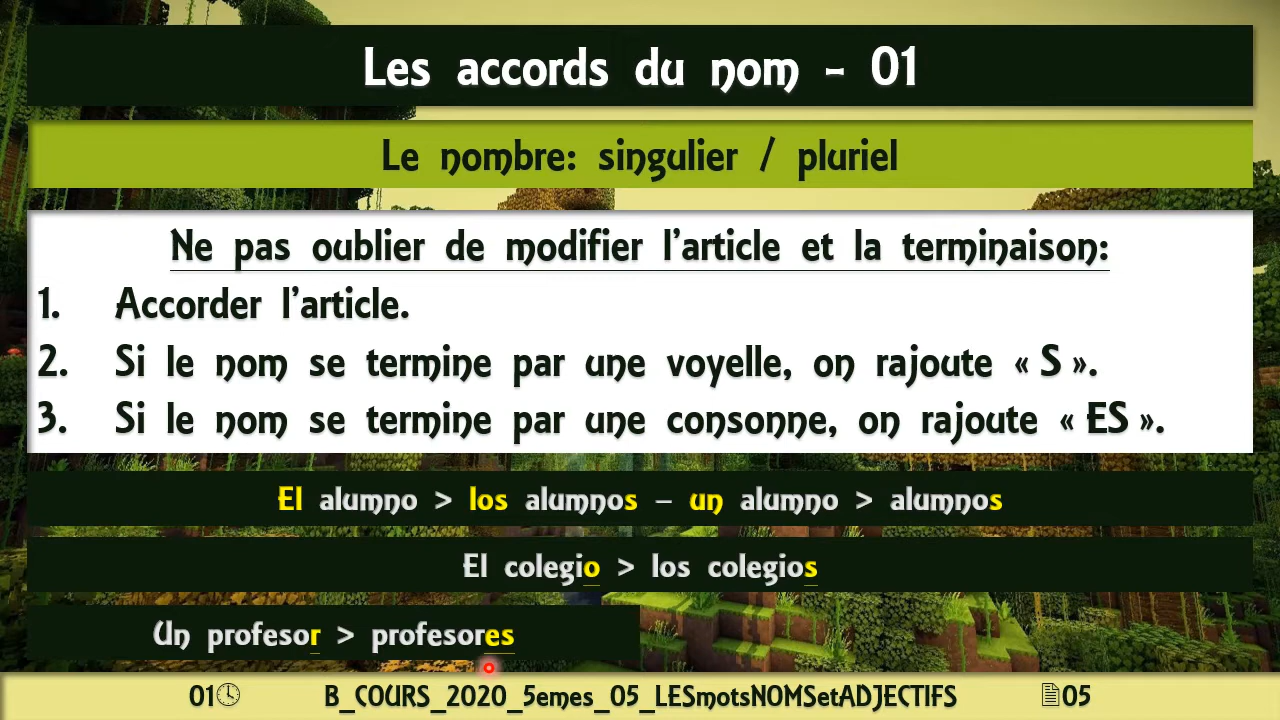 Les accords du nom - 01
Le nombre: singulier / pluriel
Ne pas oublier de modifier l'article et la terminaison:
1. Accorder l'article.
2. Si le nom se termine par une voyelle, on rajoute « S ».
3. Si le nom se termine par une consonne, on rajoute « ES ».
El alumno > los alumnos – un alumno > alumnos
El colegio > los colegios
Un profesor > profesores
01 B_COURS_2020_5emes_05_LESmotsNOMSetADJECTIFS 05